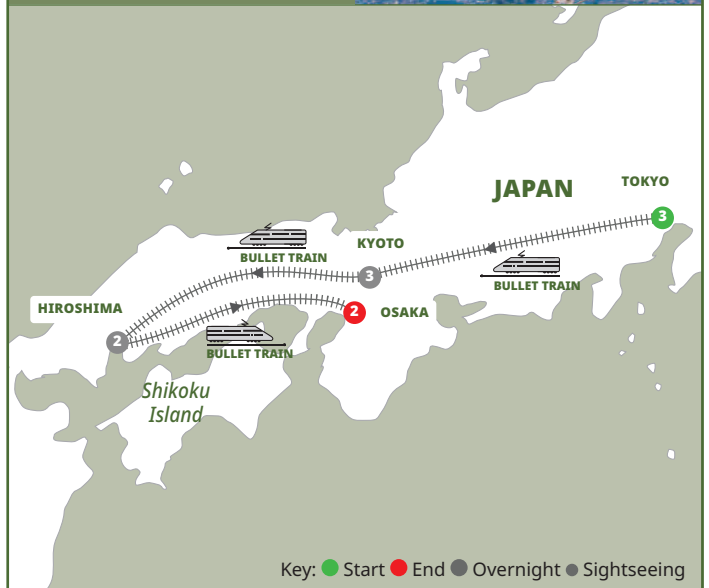 JAPAN
TOKYO
3
BULLET TRAIN
KYOTO
3
BULLET TRAIN
HIROSHIMA
2
BULLET TRAIN
2
OSAKA
Shikoku
Island
Key: Start End Overnight Sightseeing